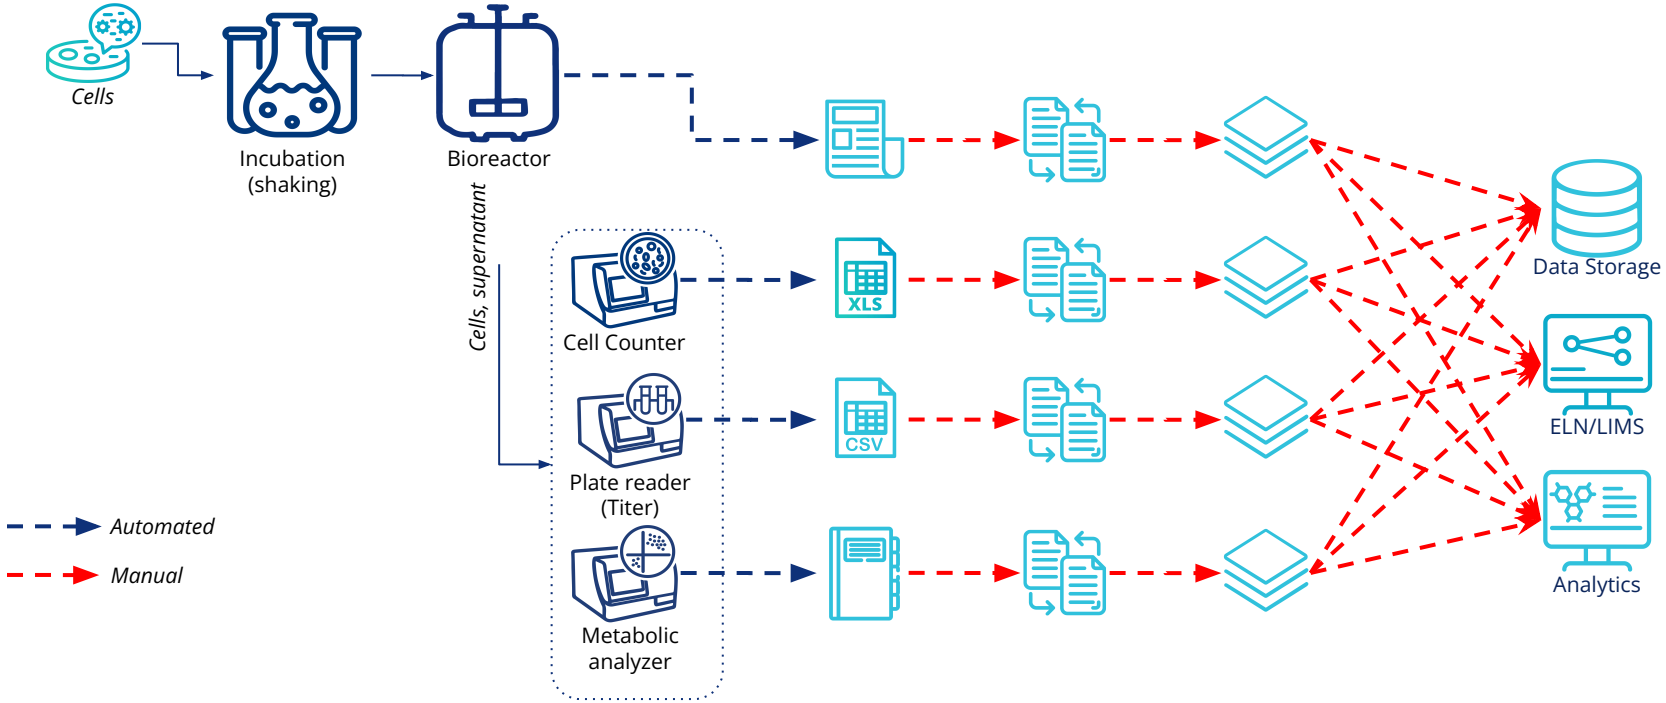 Cells
Incubation
(shaking)
Bioreactor
Cells, supernatant
Cell Counter
Plate reader
(Titer)
Metabolic
analyzer
XLS
CSV
Data Storage
ELN/LIMS
Analytics
Automated
Manual